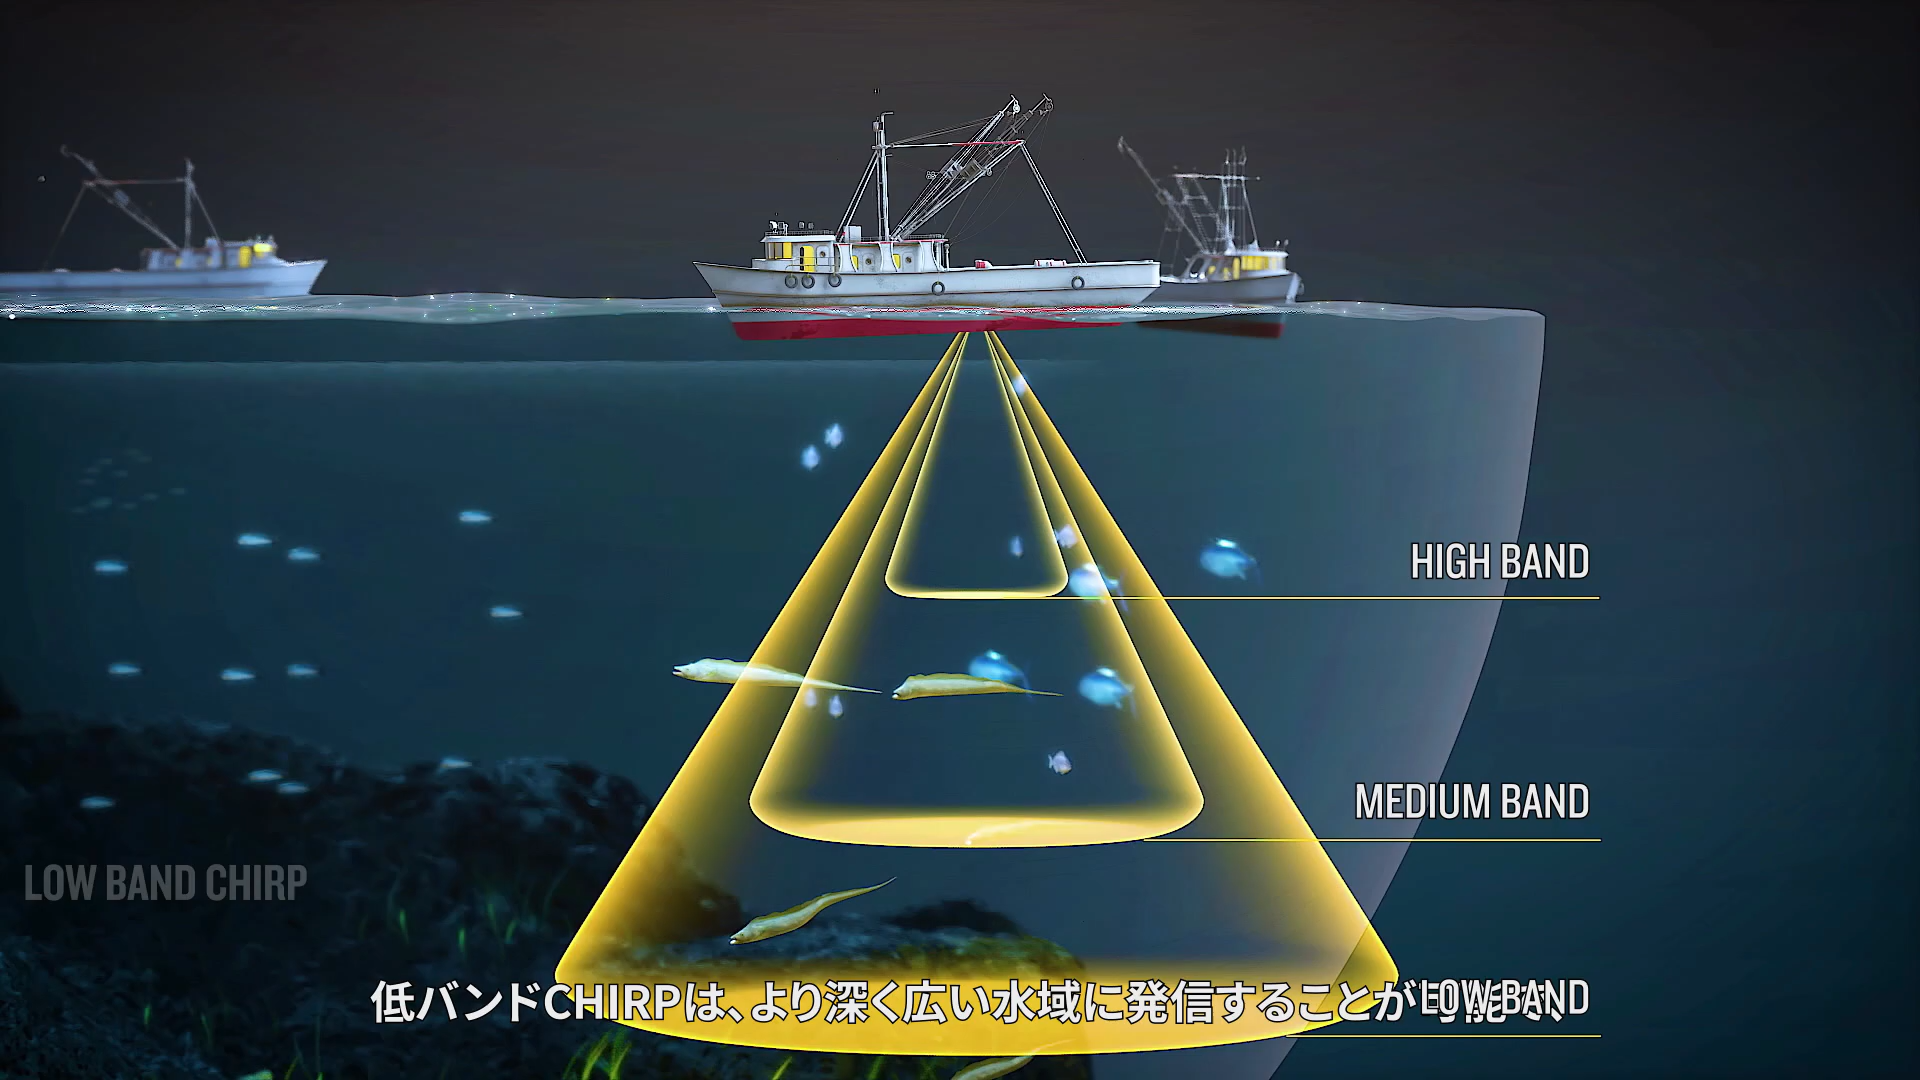 HIGH BAND
MEDIUM BAND
LOW BAND CHIRP
低バンドCHIRPは、より深く広い水域に発信することが
LOW BAND